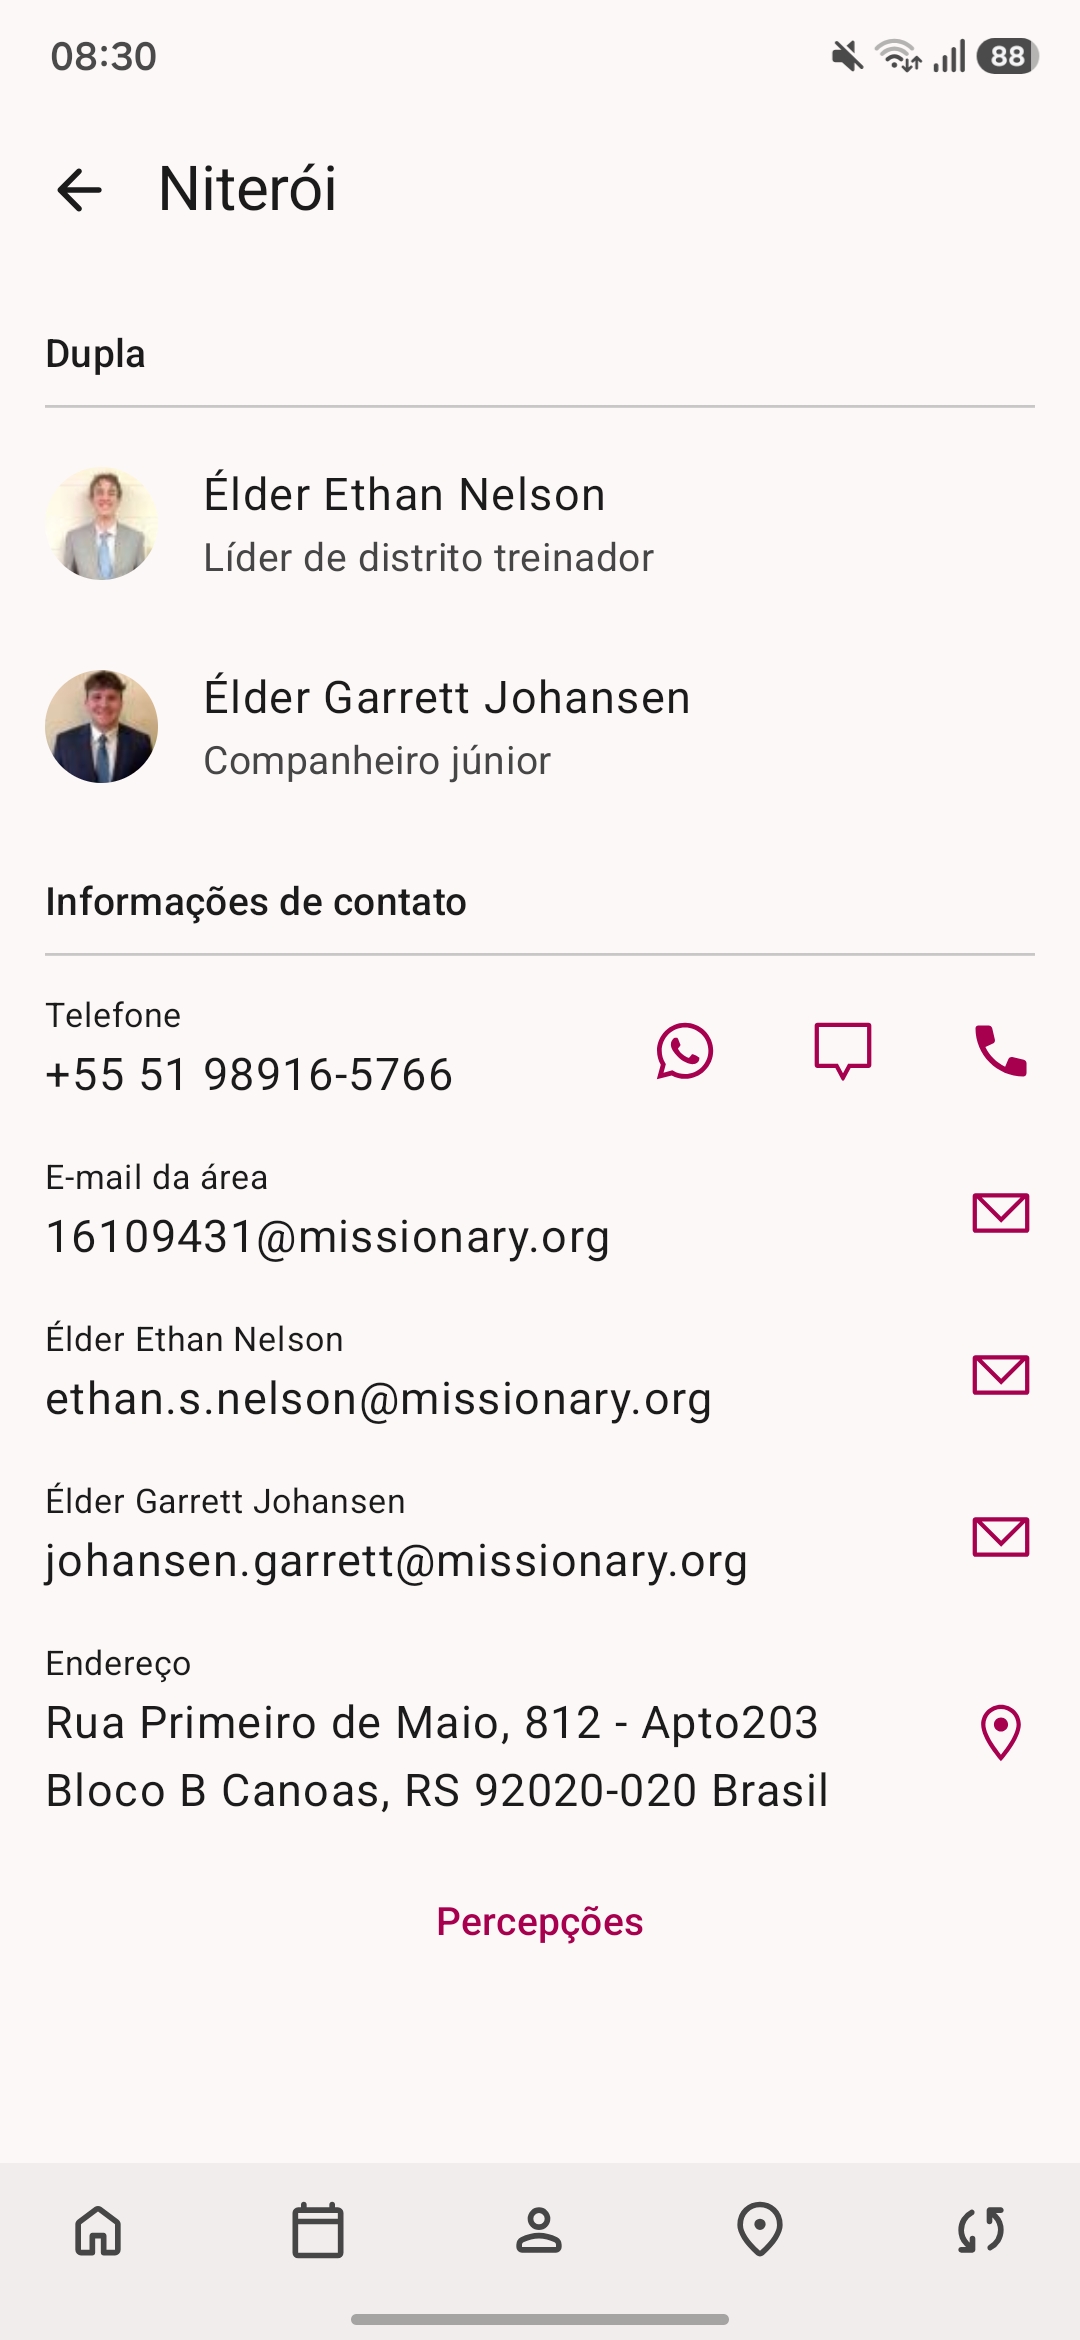 08:30
88
Niterói
Dupla
Élder Ethan Nelson
Líder de distrito treinador
Élder Garrett Johansen
Companheiro júnior
Informações de contato
Telefone
+55 51 98916-5766
E-mail da área
16109431@missionary.org
Élder Ethan Nelson
ethan.s.nelson@missionary.org
Élder Garrett Johansen
johansen.garrett@missionary.org
Endereço
Rua Primeiro de Maio, 812 - Apto203
Bloco B Canoas, RS 92020-020 Brasil
Percepções